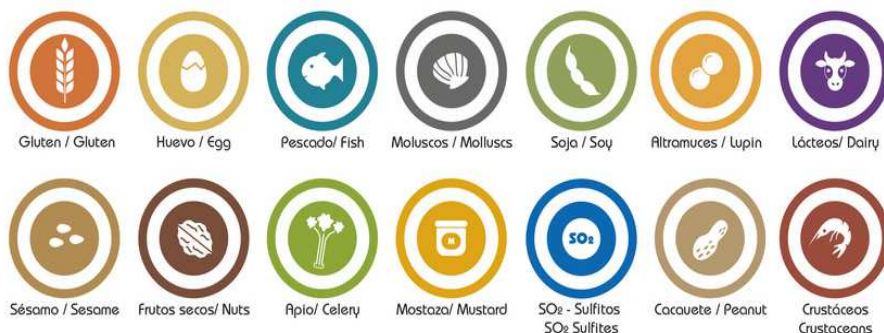 Gluten / Gluten
Huevo / Egg
Pescado/ Fish
Moluscos / Molluscs
Soja / Soy
Altramuces / Lupin
Lácteos/ Dairy
Sésamo / Sesame
Frutos secos/ Nuts
Apio/ Celery
M
Mostaza/ Mustard
SO₂
SO₂ - Sulfitos
SO₂ Sulfites
Cacauete / Peanut
Crustáceos
Crustaceans